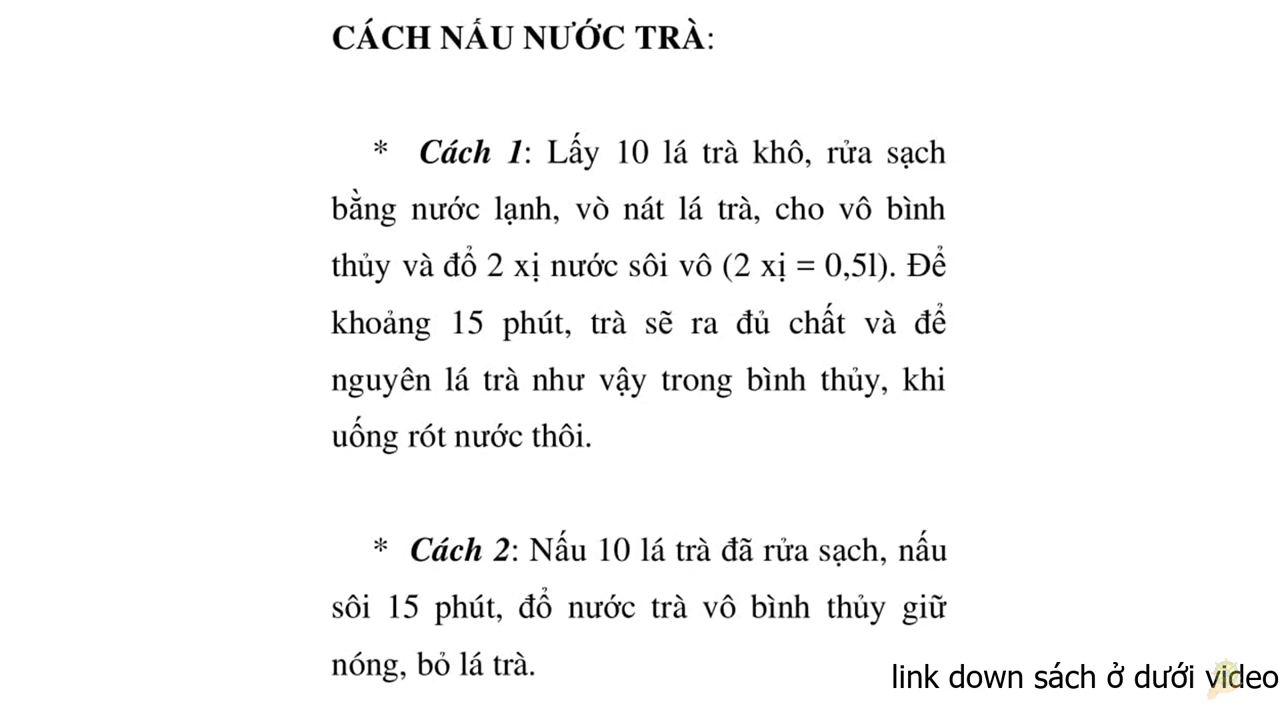 CÁCH NẤU NƯỚC TRÀ:
* Cách 1: Lấy 10 lá trà khô, rửa sạch
bằng nước lạnh, vò nát lá trà, cho vô bình
thủy và đổ 2 xị nước sôi vô (2 xị = 0,5l). Để
khoảng 15 phút, trà sẽ ra đủ chất và để
nguyên lá trà như vậy trong bình thủy, khi
uống rót nước thôi.
* Cách 2: Nấu 10 lá trà đã rửa sạch, nấu
sôi 15 phút, đổ nước trà vô bình thủy giữ
nóng, bỏ lá trà.
link down sách ở dưới video